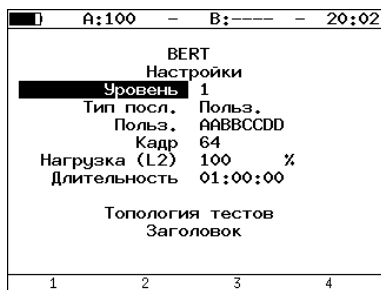 A:100 – B:---- – 20:02
BERT
Настройки
Уровень 1
Тип посл. Польз.
Польз. AABBCCDD
Кадр 64
Нагрузка (L2) 100 %
Длительность 01:00:00
Топология тестов
Заголовок
1 2 3 4